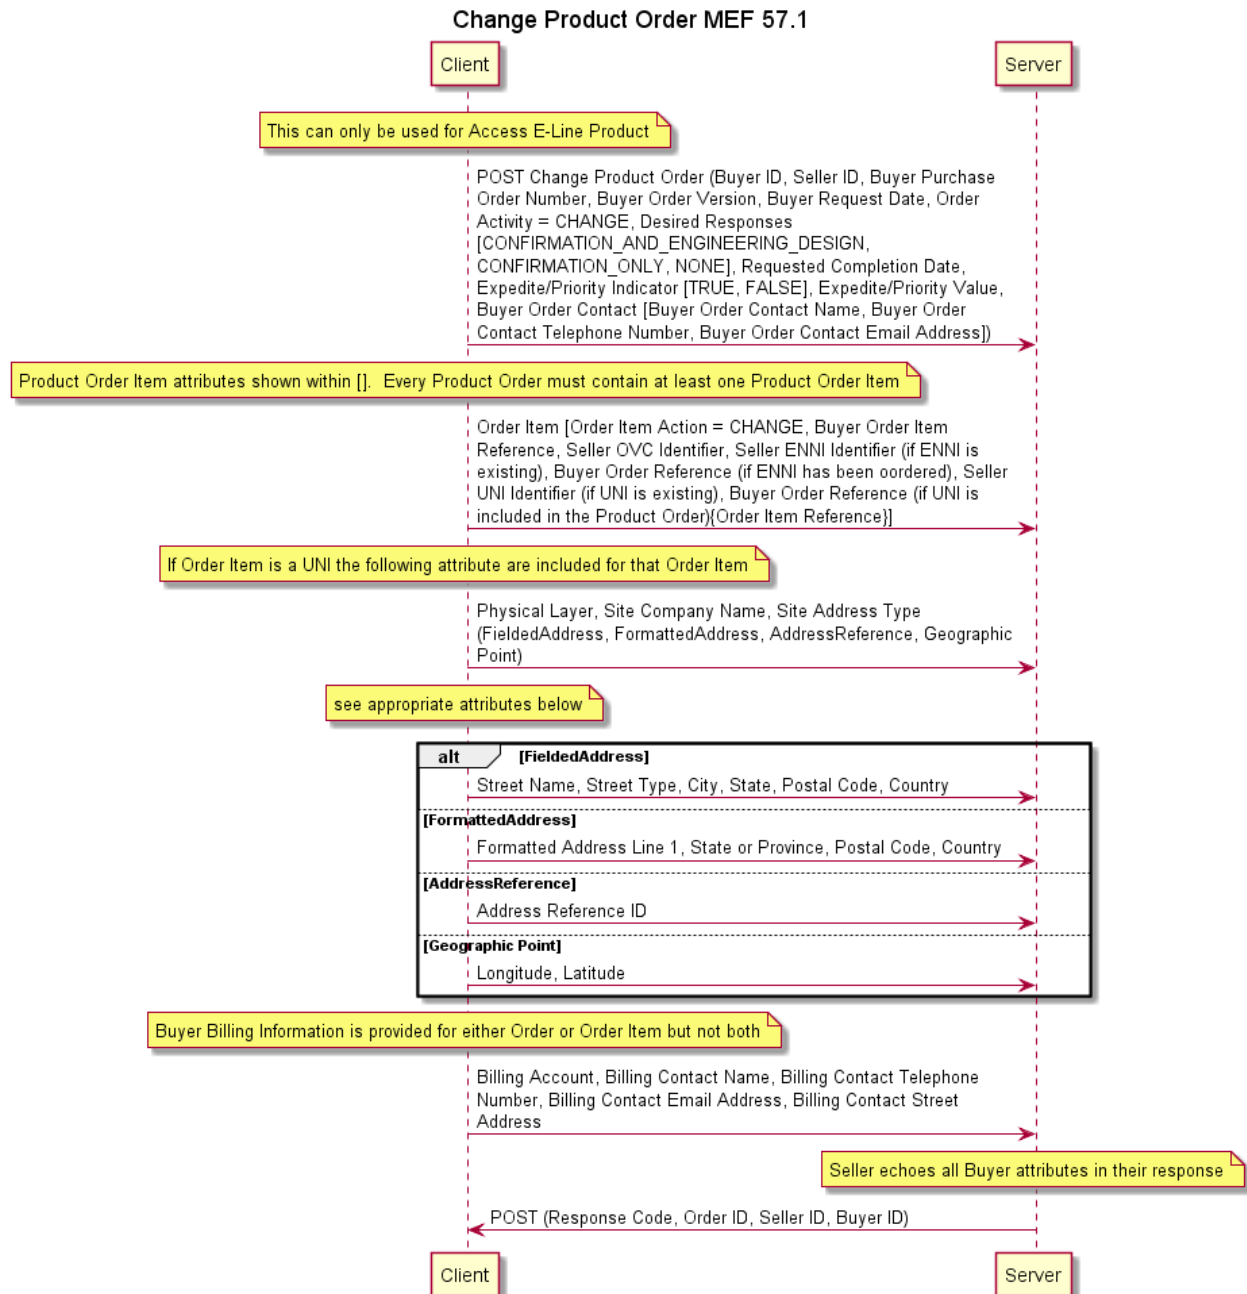 Change Product Order MEF 57.1
Client
Server
This can only be used for Access E-Line Product
POST Change Product Order (Buyer ID, Seller ID, Buyer Purchase
Order Number, Buyer Order Version, Buyer Request Date, Order
Activity = CHANGE, Desired Responses
[CONFIRMATION_AND_ENGINEERING_DESIGN,
CONFIRMATION_ONLY, NONE], Requested Completion Date,
Expedite/Priority Indicator [TRUE, FALSE], Expedite/Priority Value,
Buyer Order Contact [Buyer Order Contact Name, Buyer Order
Contact Telephone Number, Buyer Order Contact Email Address])
Product Order Item attributes shown within [].  Every Product Order must contain at least one Product Order Item
Order Item [Order Item Action = CHANGE, Buyer Order Item
Reference, Seller OVC Identifier, Seller ENNI Identifier (if ENNI is
existing), Buyer Order Reference (if ENNI has been oordered), Seller
UNI Identifier (if UNI is existing), Buyer Order Reference (if UNI is
included in the Product Order){Order Item Reference}]
If Order Item is a UNI the following attribute are included for that Order Item
Physical Layer, Site Company Name, Site Address Type
(FieldedAddress, FormattedAddress, AddressReference, Geographic
Point)
see appropriate attributes below
alt [FieldedAddress]
Street Name, Street Type, City, State, Postal Code, Country
[FormattedAddress]
Formatted Address Line 1, State or Province, Postal Code, Country
[AddressReference]
Address Reference ID
[Geographic Point]
Longitude, Latitude
Buyer Billing Information is provided for either Order or Order Item but not both
Billing Account, Billing Contact Name, Billing Contact Telephone
Number, Billing Contact Email Address, Billing Contact Street
Address
Seller echoes all Buyer attributes in their response
POST (Response Code, Order ID, Seller ID, Buyer ID)
Client
Server